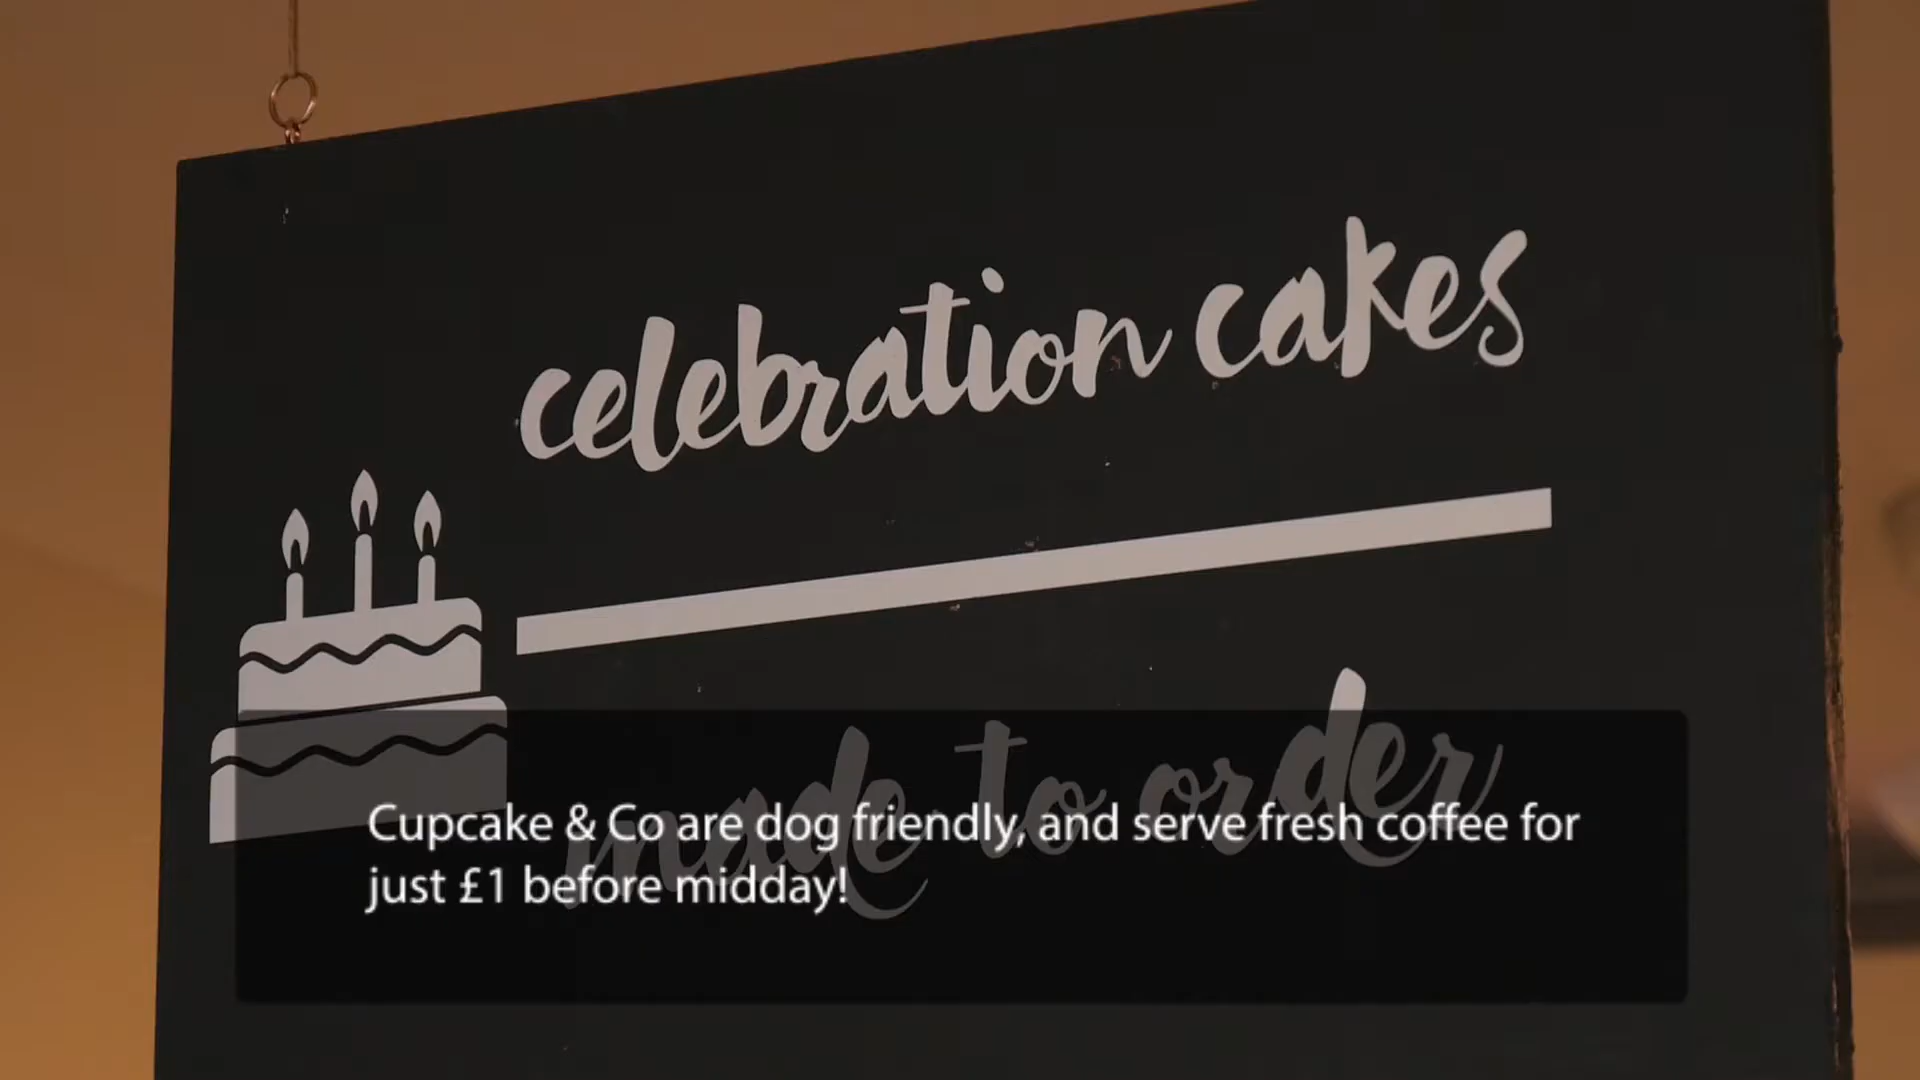 celebration cakes
made to order
Cupcake & Co are dog friendly, and serve fresh coffee for
just £1 before midday!